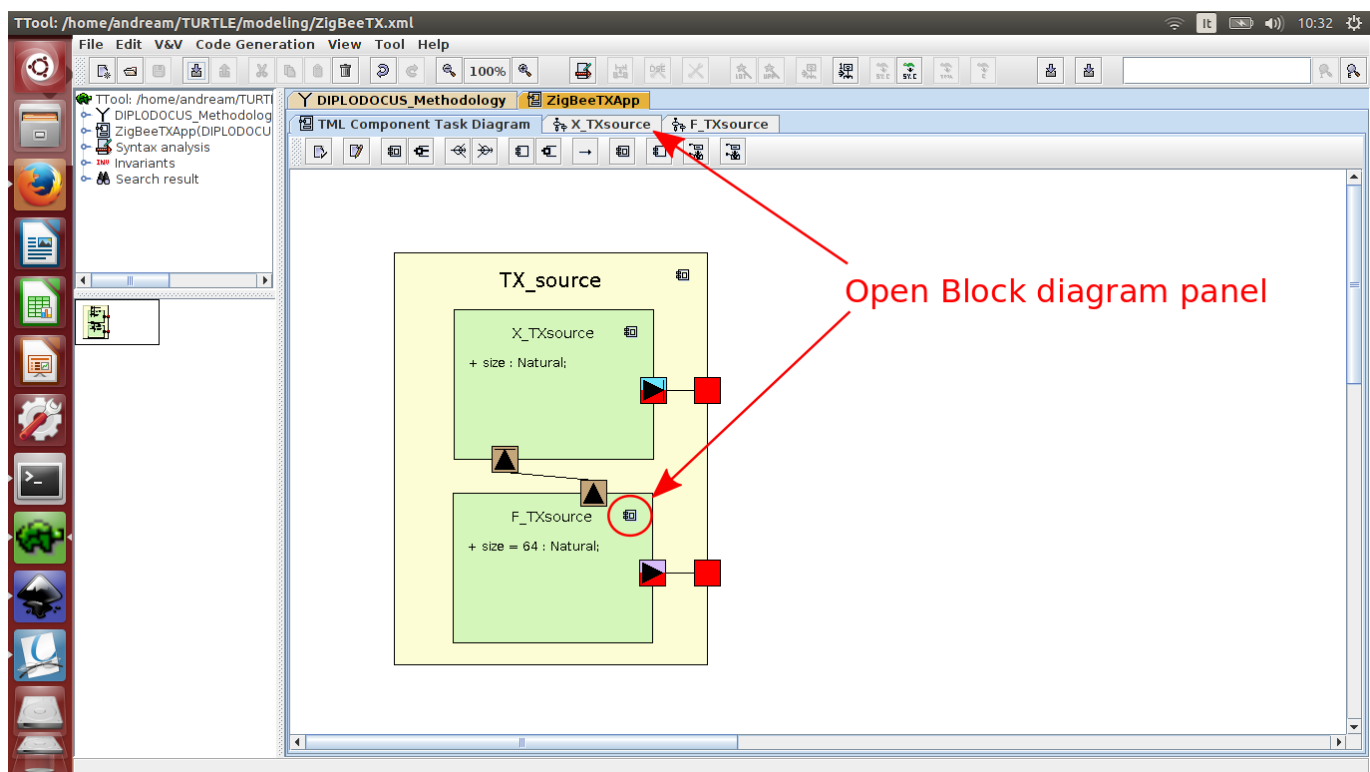 TTool: /home/andream/TURTLE/modeling/ZigBeeTX.xml
It
10:32
File Edit V&V Code Generation View Tool Help
100%
TTool: /home/andream/TURTI
DIPLODOCUS_Methodolog
ZigBeeTXApp(DIPLODOCU
Syntax analysis
Invariants
Search result
DIPLODOCUS_Methodology
ZigBeeTXApp
TML Component Task Diagram
X_TXsource
F_TXsource
TX_source
X_TXsource
+ size : Natural;
Open Block diagram panel
F_TXsource
+ size = 64 : Natural;